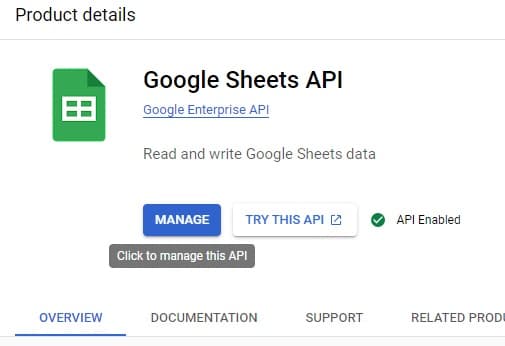 Product details
Google Sheets API
Google Enterprise API
Read and write Google Sheets data
MANAGE TRY THIS API API Enabled
Click to manage this API
OVERVIEW DOCUMENTATION SUPPORT RELATED PRODU